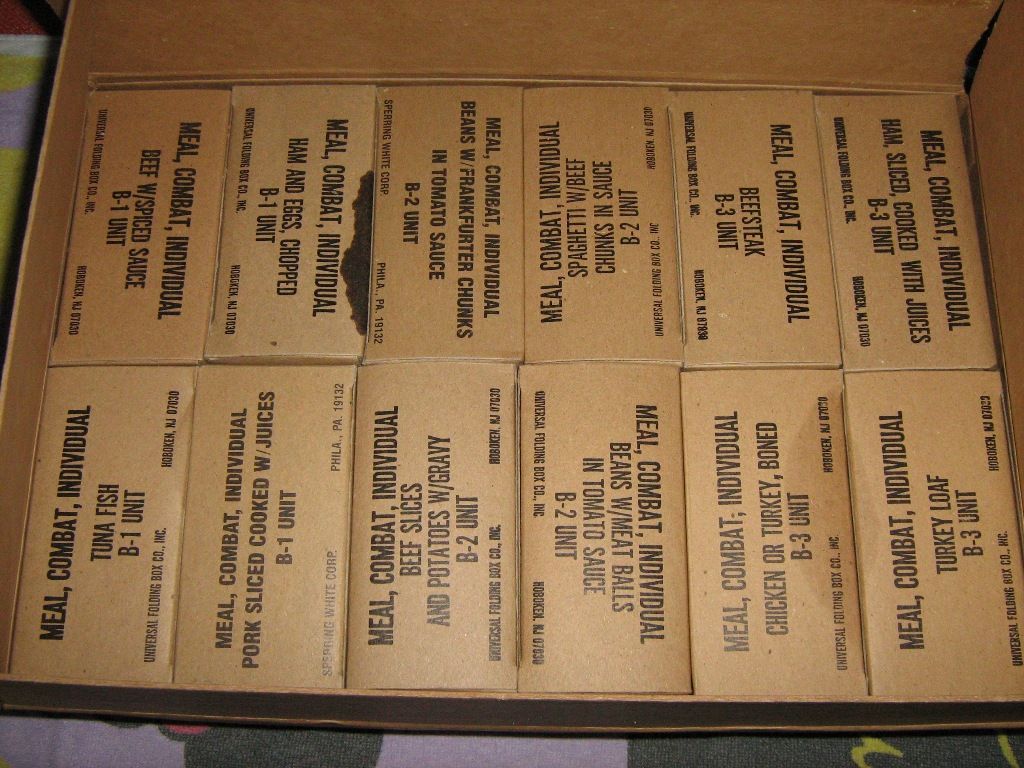 MEAL, COMBAT, INDIVIDUAL
BEEF W/SPICED SAUCE
B-1 UNIT
UNIVERSAL FOLDING BOX CO., INC. HOBOKEN, NJ 07030
MEAL, COMBAT, INDIVIDUAL
HAM AND EGGS, CHOPPED
B-1 UNIT
UNIVERSAL FOLDING BOX CO., INC. HOBOKEN, NJ 07030
MEAL, COMBAT, INDIVIDUAL
BEANS W/FRANKFURTER CHUNKS
IN TOMATO SAUCE
B-2 UNIT
SPERRING WHITE CORP. PHILA., PA. 19132
MEAL, COMBAT, INDIVIDUAL
SPAGHETTI W/BEEF
CHUNKS IN SAUCE
B-2 UNIT
UNIVERSAL FOLDING BOX CO., INC HOBOKEN, NJ 07030
MEAL, COMBAT, INDIVIDUAL
BEEFSTEAK
B-3 UNIT
UNIVERSAL FOLDING BOX CO., INC. HOBOKEN, NJ 07030
MEAL, COMBAT, INDIVIDUAL
HAM, SLICED, COOKED WITH JUICES
B-3 UNIT
UNIVERSAL FOLDING BOX CO., INC. HOBOKEN, NJ 07030
MEAL, COMBAT, INDIVIDUAL
TUNA FISH
B-1 UNIT
UNIVERSAL FOLDING BOX CO., INC. HOBOKEN, NJ 07030
MEAL, COMBAT, INDIVIDUAL
PORK SLICED COOKED W/JUICES
B-1 UNIT
SPERRING WHITE CORP. PHILA., PA. 19132
MEAL, COMBAT, INDIVIDUAL
BEEF SLICES
AND POTATOES W/GRAVY
B-2 UNIT
UNIVERSAL FOLDING BOX CO., INC. HOBOKEN, NJ 07030
MEAL, COMBAT, INDIVIDUAL
BEANS W/MEAT BALLS
IN TOMATO SAUCE
B-2 UNIT
UNIVERSAL FOLDING BOX CO., INC HOBOKEN, NJ 07030
MEAL, COMBAT, INDIVIDUAL
CHICKEN OR TURKEY, BONED
B-3 UNIT
UNIVERSAL FOLDING BOX CO., INC. HOBOKEN, NJ 07030
MEAL, COMBAT, INDIVIDUAL
TURKEY LOAF
B-3 UNIT
UNIVERSAL FOLDING BOX CO., INC. HOBOKEN, NJ 07030